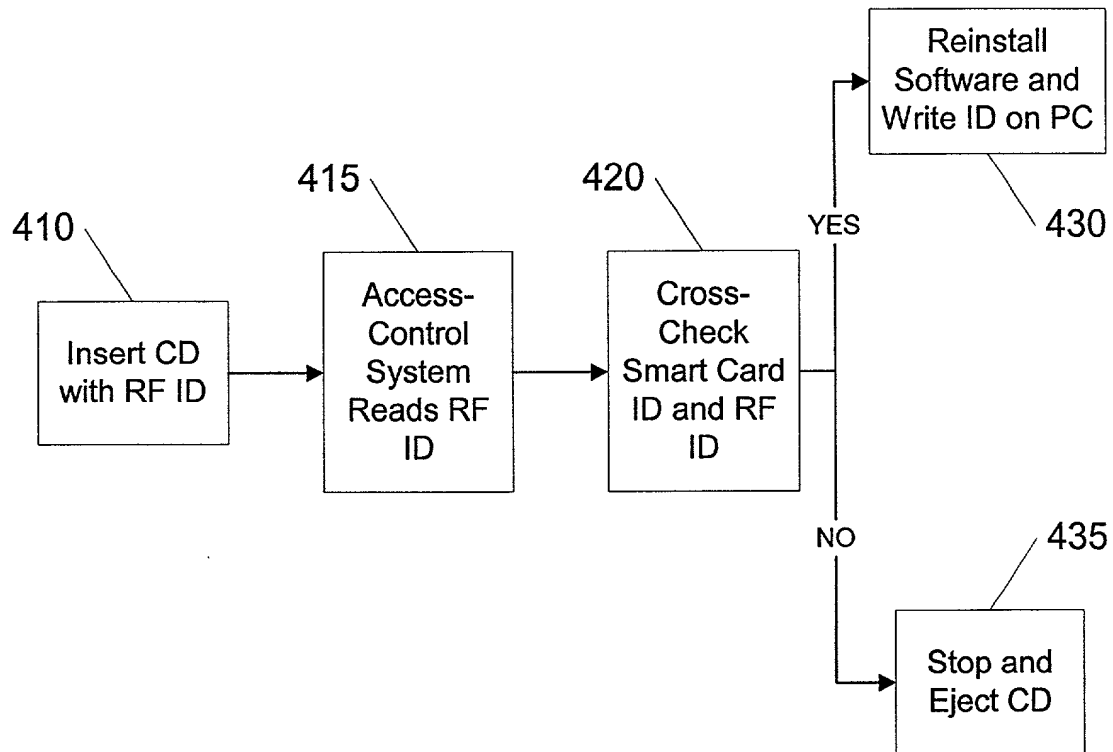 410
Insert CD
with RF ID
415
Access-
Control
System
Reads RF
ID
420
Cross-
Check
Smart Card
ID and RF
ID
YES
Reinstall
Software and
Write ID on PC
430
NO
435
Stop and
Eject CD